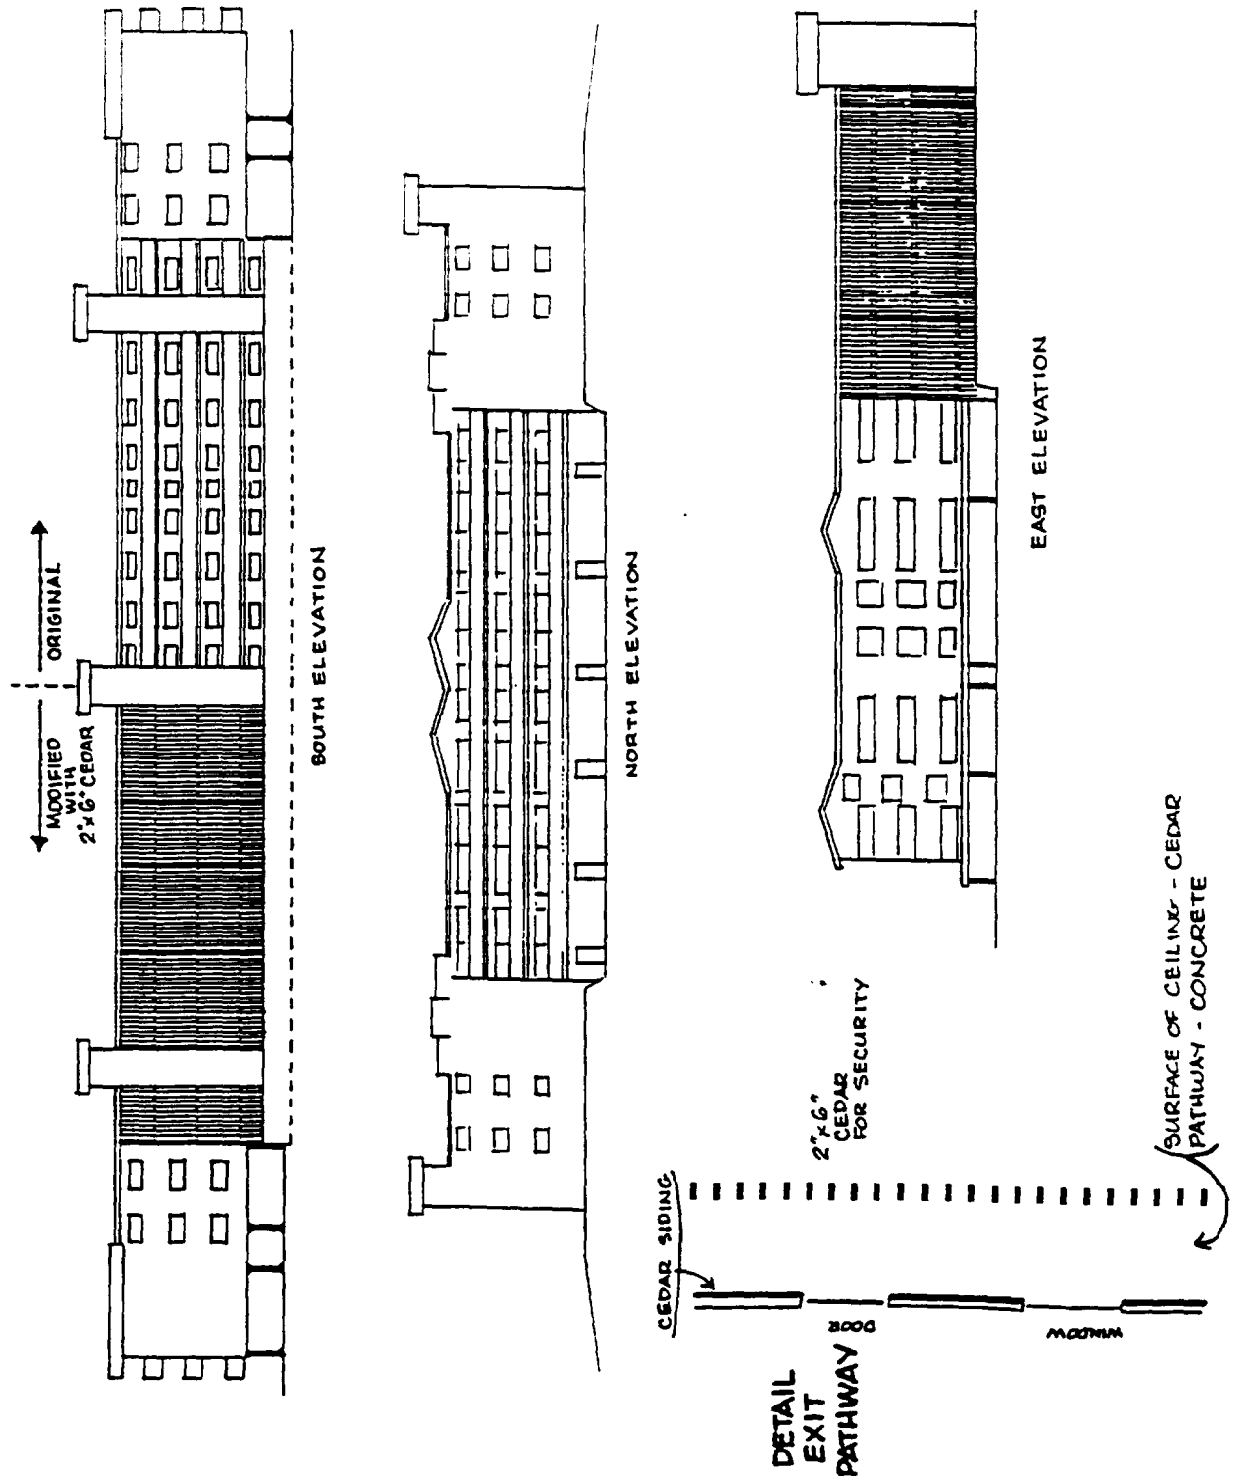 MODIFIED
WITH
2"x6" CEDAR
ORIGINAL
SOUTH ELEVATION
NORTH ELEVATION
EAST ELEVATION
DETAIL
EXIT
PATHWAY
CEDAR SIDING
DOOR
WINDOW
2"x6"
CEDAR
FOR SECURITY
SURFACE OF CEILING - CEDAR
PATHWAY - CONCRETE